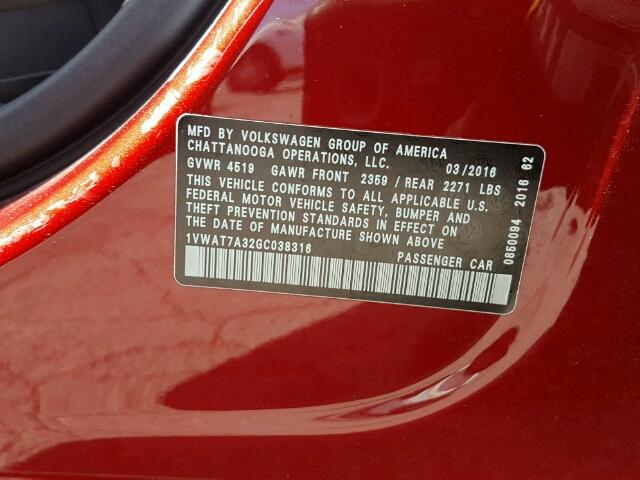 MFD BY VOLKSWAGEN GROUP OF AMERICA
CHATTANOOGA OPERATIONS, LLC. 03/2016
GVWR 4519 GAWR FRONT 2359 / REAR 2271 LBS
THIS VEHICLE CONFORMS TO ALL APPLICABLE U.S.
FEDERAL MOTOR VEHICLE SAFETY, BUMPER AND
THEFT PREVENTION STANDARDS IN EFFECT ON
THE DATE OF MANUFACTURE SHOWN ABOVE
1VWAT7A32GC038316 PASSENGER CAR
0850094 2016 62